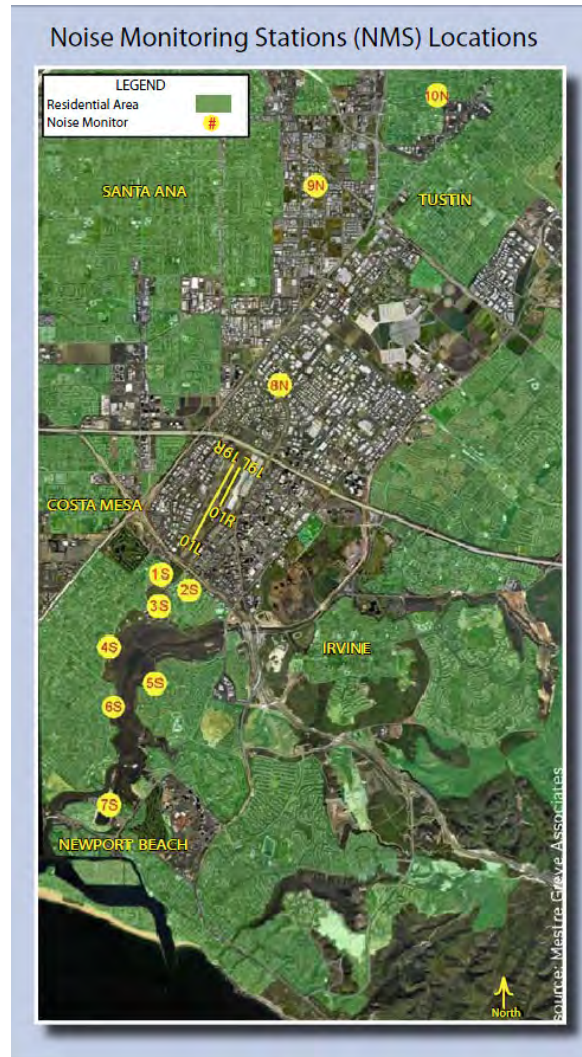 Noise Monitoring Stations (NMS) Locations
LEGEND
Residential Area
Noise Monitor #
10N
SANTA ANA
9N
TUSTIN
8N
19R
19L
COSTA MESA
01R
01L
1S
2S
3S
4S
IRVINE
5S
6S
7S
NEWPORT BEACH
North
source: Mestre Greve Associates